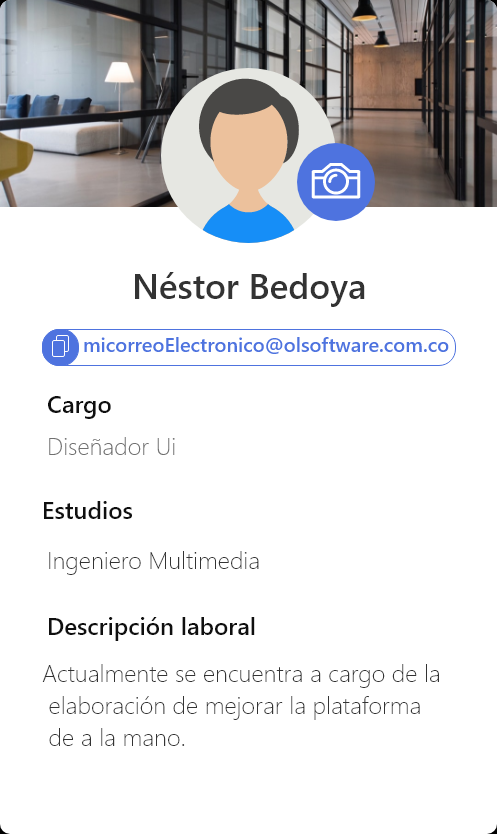 Néstor Bedoya
micorreoElectronico@olsoftware.com.co
Cargo
Diseñador Ui
Estudios
Ingeniero Multimedia
Descripción laboral
Actualmente se encuentra a cargo de la
elaboración de mejorar la plataforma
de a la mano.